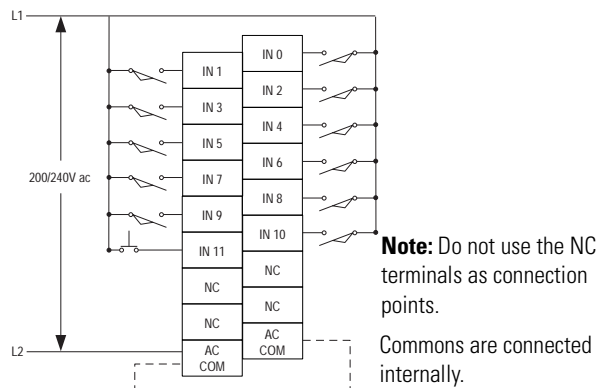 L1
IN 0
IN 1
IN 2
IN 3
IN 4
IN 5
IN 6
200/240V ac
IN 7
IN 8
IN 9
IN 10
IN 11
NC
NC
NC
NC
AC
COM
L2
AC
COM
Note: Do not use the NC
terminals as connection
points.
Commons are connected
internally.